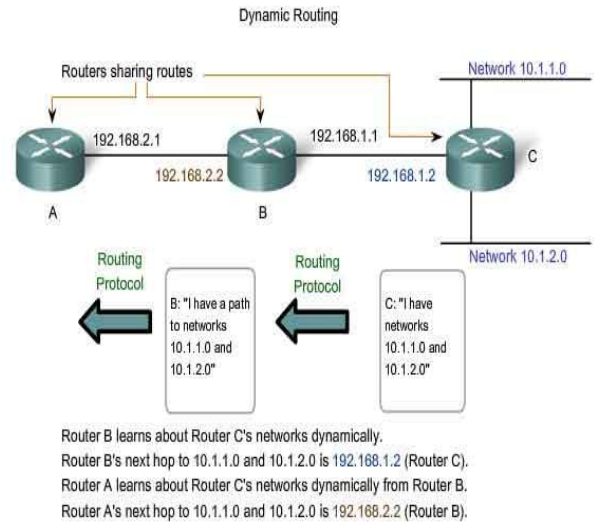 Dynamic Routing
Network 10.1.1.0
Routers sharing routes
192.168.2.1
192.168.1.1
192.168.2.2
192.168.1.2
A
B
C
Network 10.1.2.0
Routing
Protocol
B: "I have a path
to networks
10.1.1.0 and
10.1.2.0"
Routing
Protocol
C: "I have
networks
10.1.1.0 and
10.1.2.0"
Router B learns about Router C's networks dynamically.
Router B's next hop to 10.1.1.0 and 10.1.2.0 is 192.168.1.2 (Router C).
Router A learns about Router C's networks dynamically from Router B.
Router A's next hop to 10.1.1.0 and 10.1.2.0 is 192.168.2.2 (Router B).